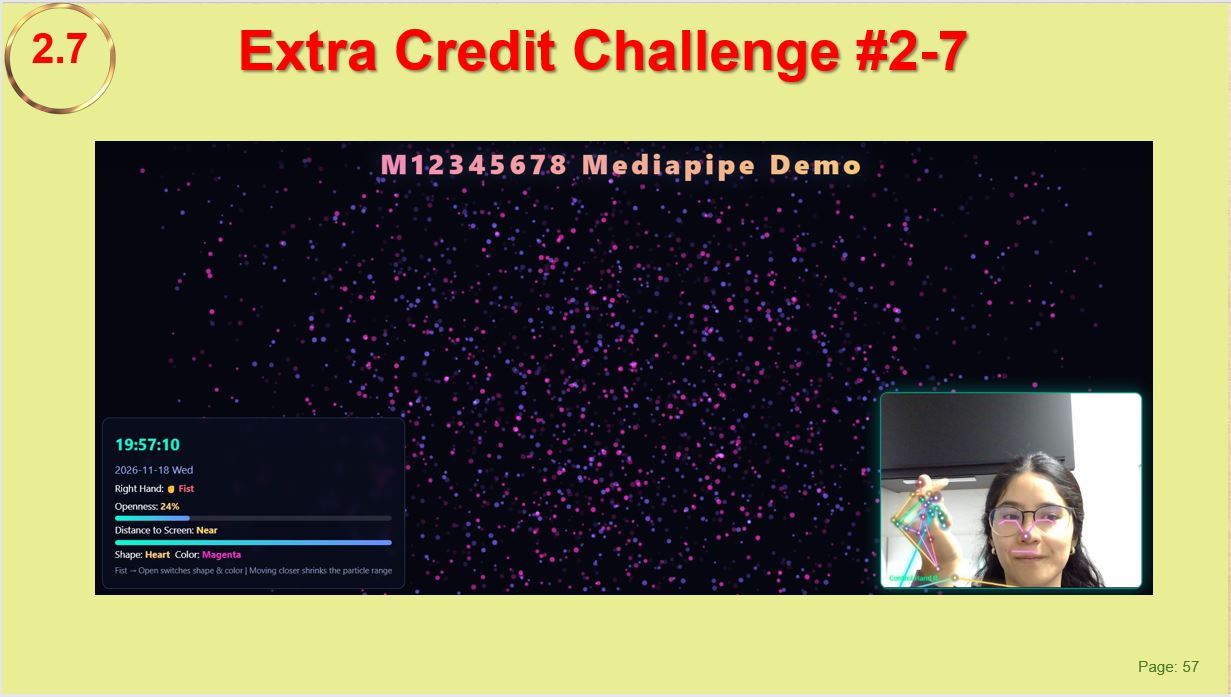 2.7
Extra Credit Challenge #2-7
M12345678 Mediapipe Demo
19:57:10
2026-11-18 Wed
Right Hand: ✊ Fist
Openness: 24%
Distance to Screen: Near
Shape: Heart Color: Magenta
Fist → Open switches shape & color | Moving closer shrinks the particle range
Control Hand R
Page: 57